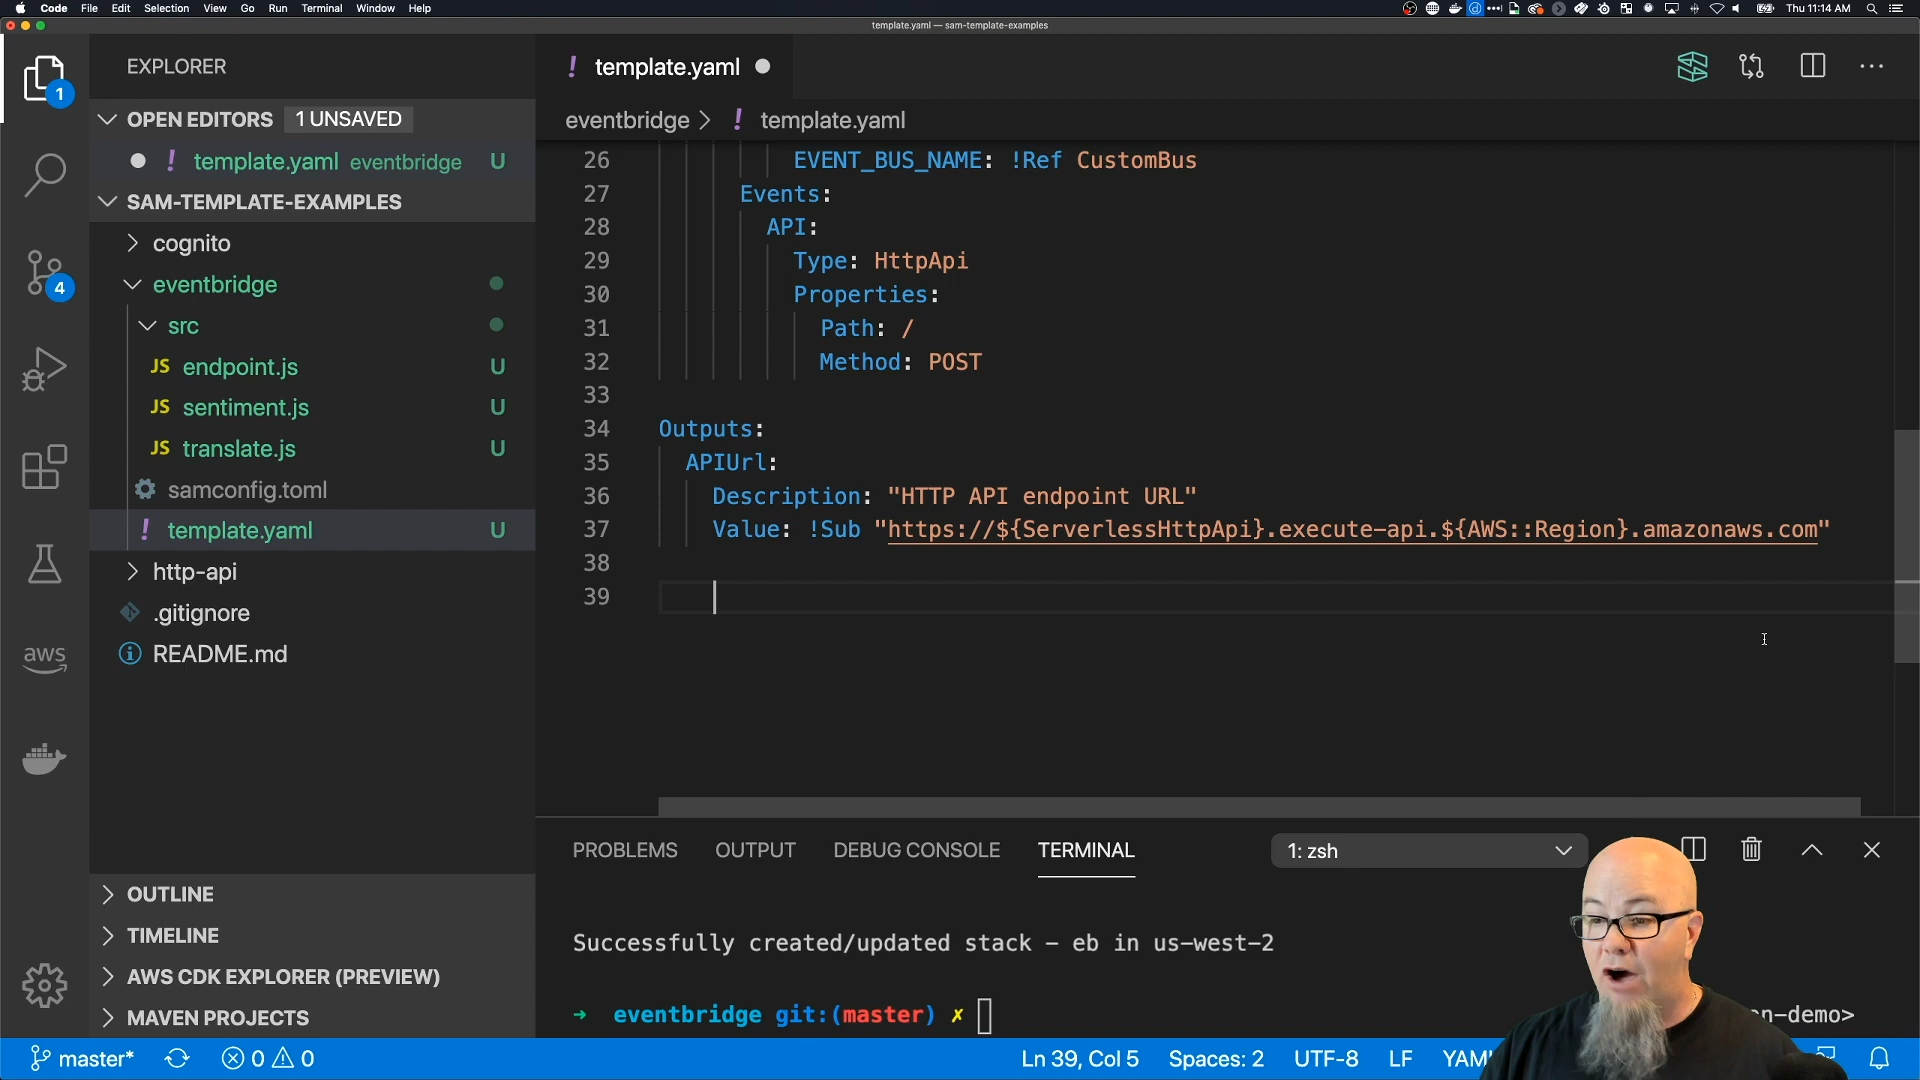 Code File Edit Selection View Go Run Terminal Window Help Thu 11:14 AM
template.yaml — sam-template-examples
EXPLORER
1
OPEN EDITORS 1 UNSAVED
! template.yaml eventbridge U
SAM-TEMPLATE-EXAMPLES
cognito
eventbridge
4
src
JS endpoint.js U
JS sentiment.js U
JS translate.js U
samconfig.toml
! template.yaml U
http-api
.gitignore
README.md
aws
OUTLINE
TIMELINE
AWS CDK EXPLORER (PREVIEW)
MAVEN PROJECTS
! template.yaml
eventbridge > ! template.yaml
26 EVENT_BUS_NAME: !Ref CustomBus
27 Events:
28 API:
29 Type: HttpApi
30 Properties:
31 Path: /
32 Method: POST
33
34 Outputs:
35 APIUrl:
36 Description: "HTTP API endpoint URL"
37 Value: !Sub "https://${ServerlessHttpApi}.execute-api.${AWS::Region}.amazonaws.com"
38
39
PROBLEMS OUTPUT DEBUG CONSOLE TERMINAL 1: zsh
Successfully created/updated stack - eb in us-west-2
➜ eventbridge git:(master) ✗ n-demo>
master* 0 0 Ln 39, Col 5 Spaces: 2 UTF-8 LF